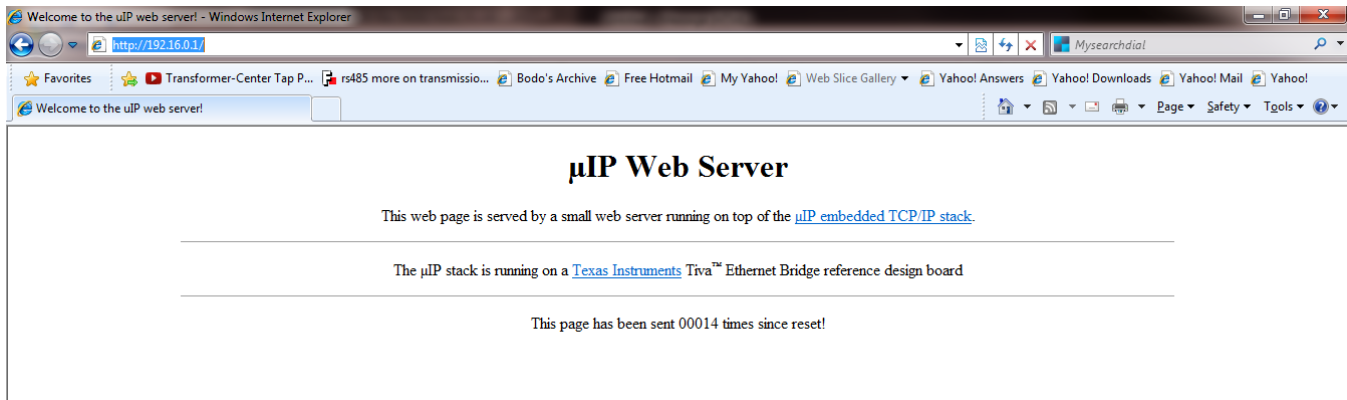 Welcome to the uIP web server! - Windows Internet Explorer
http://192.16.0.1/ Mysearchdial
Favorites Transformer-Center Tap P... rs485 more on transmissio... Bodo's Archive Free Hotmail My Yahoo! Web Slice Gallery Yahoo! Answers Yahoo! Downloads Yahoo! Mail Yahoo!
Welcome to the uIP web server! Page Safety Tools
µIP Web Server
This web page is served by a small web server running on top of the µIP embedded TCP/IP stack.
The µIP stack is running on a Texas Instruments Tiva™ Ethernet Bridge reference design board
This page has been sent 00014 times since reset!